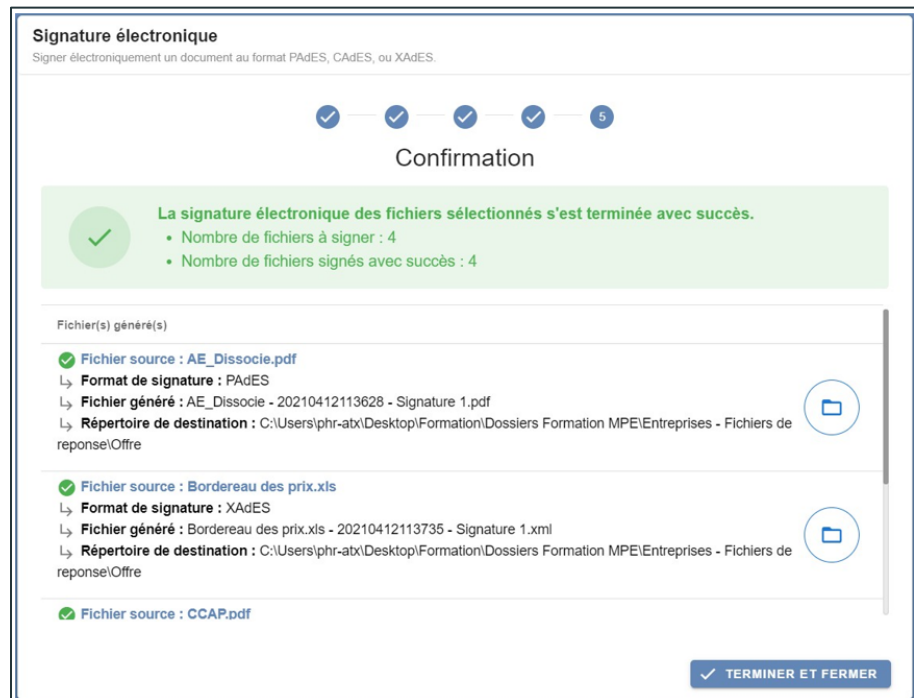 Signature électronique
Signer électroniquement un document au format PAdES, CAdES, ou XAdES.
5
Confirmation
La signature électronique des fichiers sélectionnés s'est terminée avec succès.
• Nombre de fichiers à signer : 4
• Nombre de fichiers signés avec succès : 4
Fichier(s) généré(s)
Fichier source : AE_Dissocie.pdf
Format de signature : PAdES
Fichier généré : AE_Dissocie - 20210412113628 - Signature 1.pdf
Répertoire de destination : C:\Users\phr-atx\Desktop\Formation\Dossiers Formation MPE\Entreprises - Fichiers de
reponse\Offre
Fichier source : Bordereau des prix.xls
Format de signature : XAdES
Fichier généré : Bordereau des prix.xls - 20210412113735 - Signature 1.xml
Répertoire de destination : C:\Users\phr-atx\Desktop\Formation\Dossiers Formation MPE\Entreprises - Fichiers de
reponse\Offre
Fichier source : CCAP.pdf
TERMINER ET FERMER